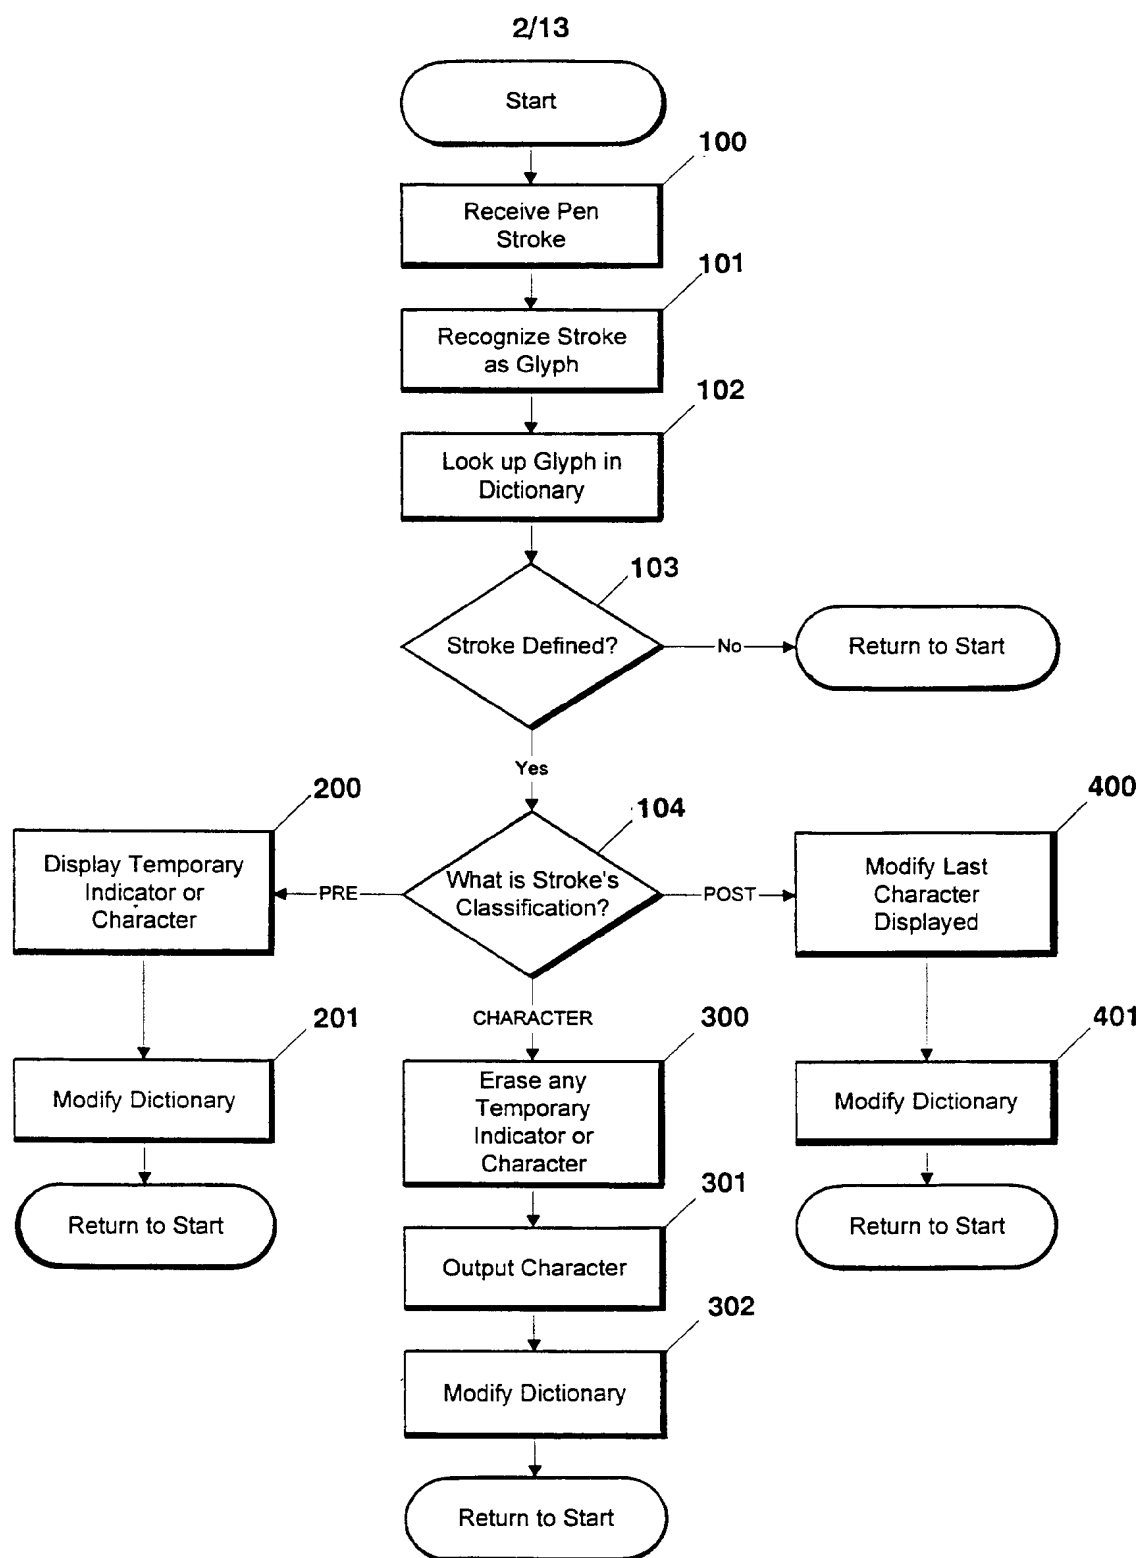 2/13
Start
100
Receive Pen
Stroke
101
Recognize Stroke
as Glyph
102
Look up Glyph in
Dictionary
103
Stroke Defined?
No
Return to Start
Yes
200
104
400
Display Temporary
Indicator or
Character
PRE
What is Stroke's
Classification?
POST
Modify Last
Character
Displayed
201
CHARACTER
300
401
Modify Dictionary
Erase any
Temporary
Indicator or
Character
Modify Dictionary
Return to Start
301
Return to Start
Output Character
302
Modify Dictionary
Return to Start